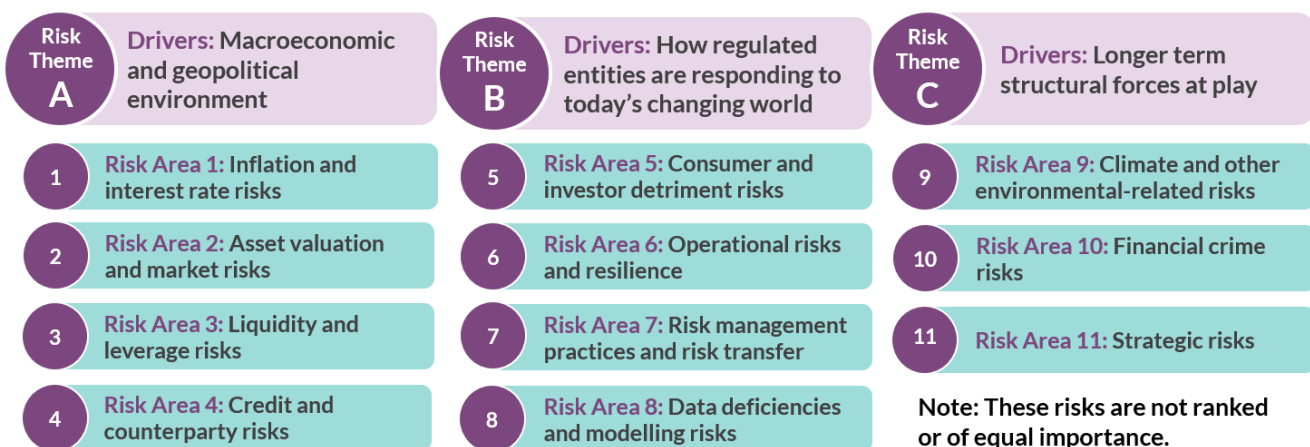 Risk
Theme
A
Drivers: Macroeconomic
and geopolitical
environment
1
Risk Area 1: Inflation and
interest rate risks
2
Risk Area 2: Asset valuation
and market risks
3
Risk Area 3: Liquidity and
leverage risks
4
Risk Area 4: Credit and
counterparty risks
Risk
Theme
B
Drivers: How regulated
entities are responding to
today’s changing world
5
Risk Area 5: Consumer and
investor detriment risks
6
Risk Area 6: Operational risks
and resilience
7
Risk Area 7: Risk management
practices and risk transfer
8
Risk Area 8: Data deficiencies
and modelling risks
Risk
Theme
C
Drivers: Longer term
structural forces at play
9
Risk Area 9: Climate and other
environmental-related risks
10
Risk Area 10: Financial crime
risks
11
Risk Area 11: Strategic risks
Note: These risks are not ranked
or of equal importance.